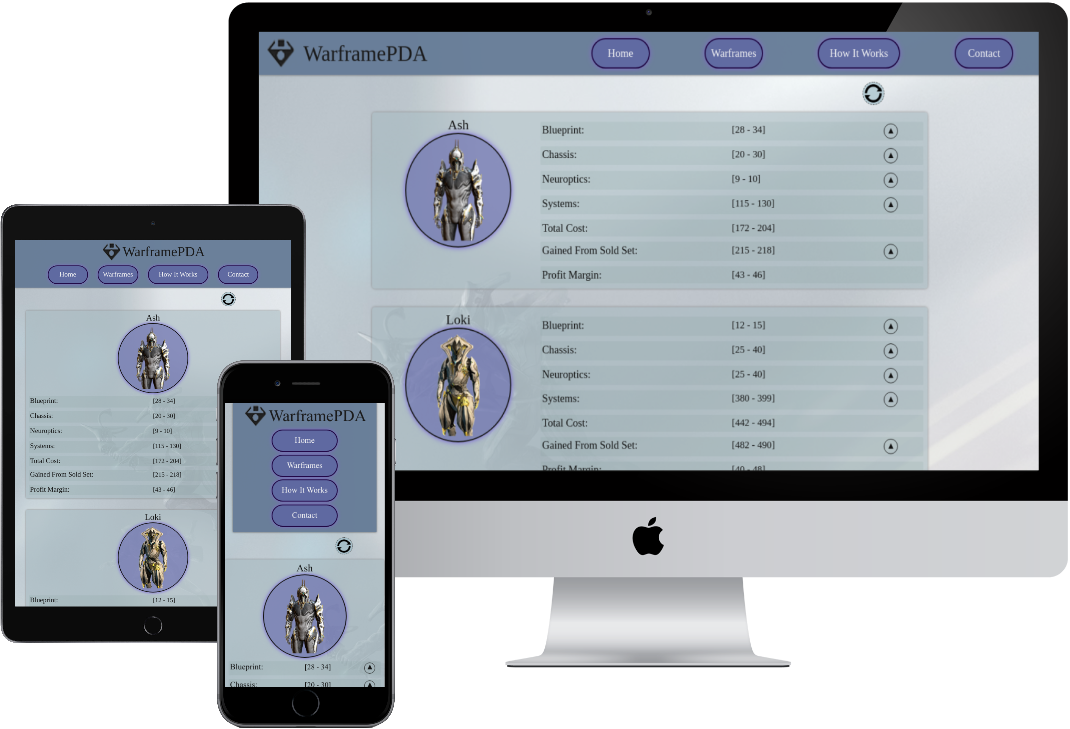 WarframePDA
Home Warframes How It Works Contact
Ash
Blueprint: [28 - 34]
Chassis: [20 - 30]
Neuroptics: [9 - 10]
Systems: [115 - 130]
Total Cost: [172 - 204]
Gained From Sold Set: [215 - 218]
Profit Margin: [43 - 46]
Loki
Blueprint: [12 - 15]
Chassis: [25 - 40]
Neuroptics: [25 - 40]
Systems: [380 - 399]
Total Cost: [442 - 494]
Gained From Sold Set: [482 - 490]
Profit Margin: [40 - 48]
WarframePDA
Home Warframes How It Works Contact
Ash
Blueprint: [28 - 34]
Chassis: [20 - 30]
Neuroptics: [9 - 10]
Systems: [115 - 130]
Total Cost: [172 - 204]
Gained From Sold Set: [215 - 218]
Profit Margin: [43 - 46]
Loki
Blueprint: [12 - 15]
WarframePDA
Home
Warframes
How It Works
Contact
Ash
Blueprint: [28 - 34]
Chassis: [20 - 30]